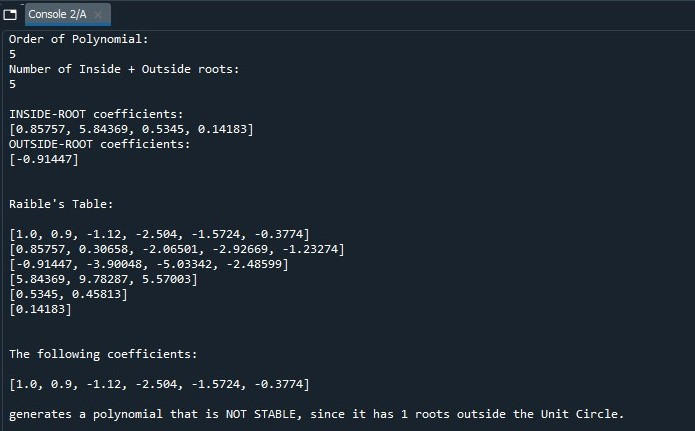 Console 2/A
Order of Polynomial:
5
Number of Inside + Outside roots:
5
INSIDE-ROOT coefficients:
[0.85757, 5.84369, 0.5345, 0.14183]
OUTSIDE-ROOT coefficients:
[-0.91447]
Raible's Table:
[1.0, 0.9, -1.12, -2.504, -1.5724, -0.3774]
[0.85757, 0.30658, -2.06501, -2.92669, -1.23274]
[-0.91447, -3.90048, -5.03342, -2.48599]
[5.84369, 9.78287, 5.57003]
[0.5345, 0.45813]
[0.14183]
The following coefficients:
[1.0, 0.9, -1.12, -2.504, -1.5724, -0.3774]
generates a polynomial that is NOT STABLE, since it has 1 roots outside the Unit Circle.